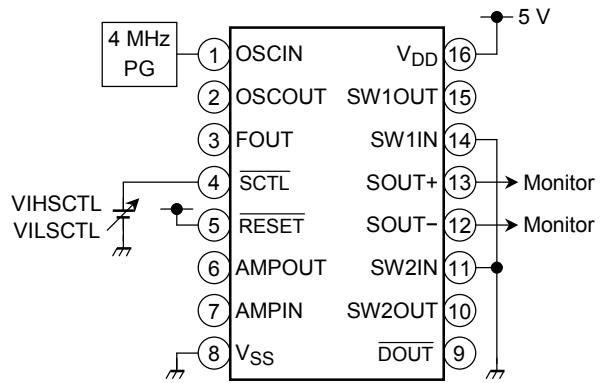 5 V
4 MHz
PG
1 OSCIN
VDD 16
2 OSCOUT
SW1OUT 15
3 FOUT
SW1IN 14
4 SCTL
SOUT+ 13 Monitor
VIHSCTL
VILSCTL
5 RESET
SOUT− 12 Monitor
6 AMPOUT
SW2IN 11
7 AMPIN
SW2OUT 10
8 VSS
DOUT 9